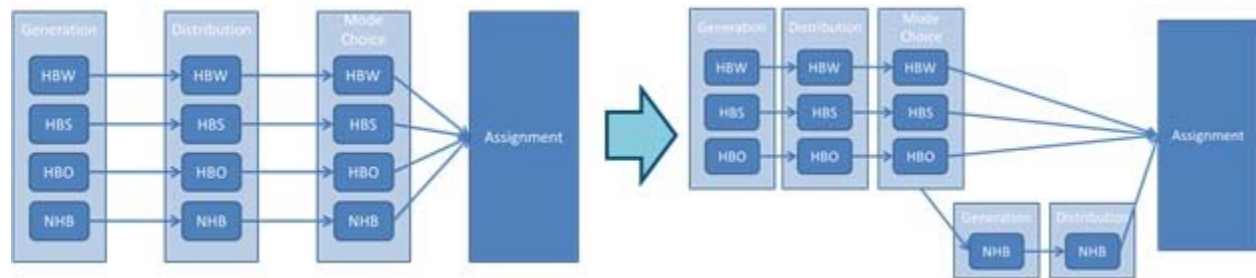 Generation
Distribution
Mode
Choice
HBW
HBW
HBW
HBS
HBS
HBS
HBO
HBO
HBO
NHB
NHB
NHB
Assignment
Generation
Distribution
Mode
Choice
HBW
HBW
HBW
HBS
HBS
HBS
HBO
HBO
HBO
Assignment
Generation
Distribution
NHB
NHB